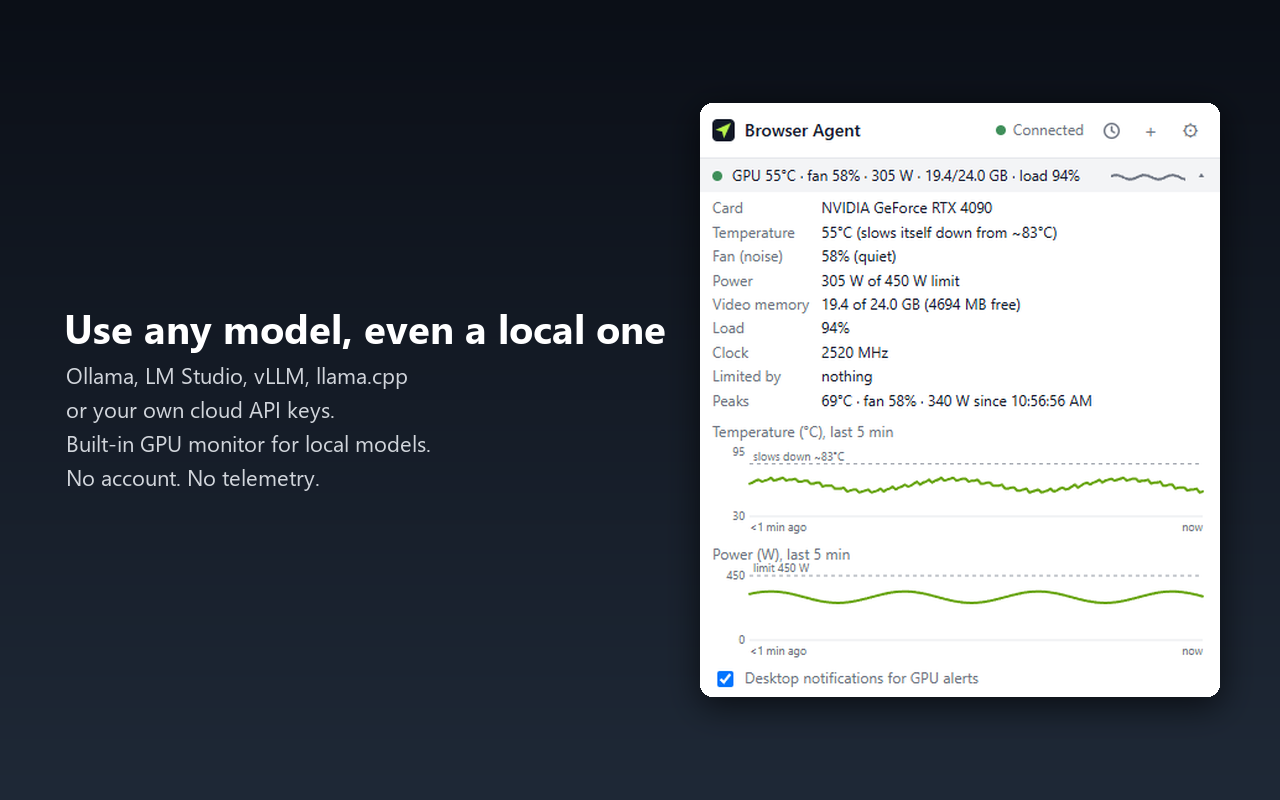 Use any model, even a local one
Ollama, LM Studio, vLLM, llama.cpp
or your own cloud API keys.
Built-in GPU monitor for local models.
No account. No telemetry.
Browser Agent
Connected
GPU 55°C · fan 58% · 305 W · 19.4/24.0 GB · load 94%
Card NVIDIA GeForce RTX 4090
Temperature 55°C (slows itself down from ~83°C)
Fan (noise) 58% (quiet)
Power 305 W of 450 W limit
Video memory 19.4 of 24.0 GB (4694 MB free)
Load 94%
Clock 2520 MHz
Limited by nothing
Peaks 69°C · fan 58% · 340 W since 10:56:56 AM
Temperature (°C), last 5 min
95 slows down ~83°C
30
<1 min ago now
Power (W), last 5 min
limit 450 W
450
0
<1 min ago now
Desktop notifications for GPU alerts